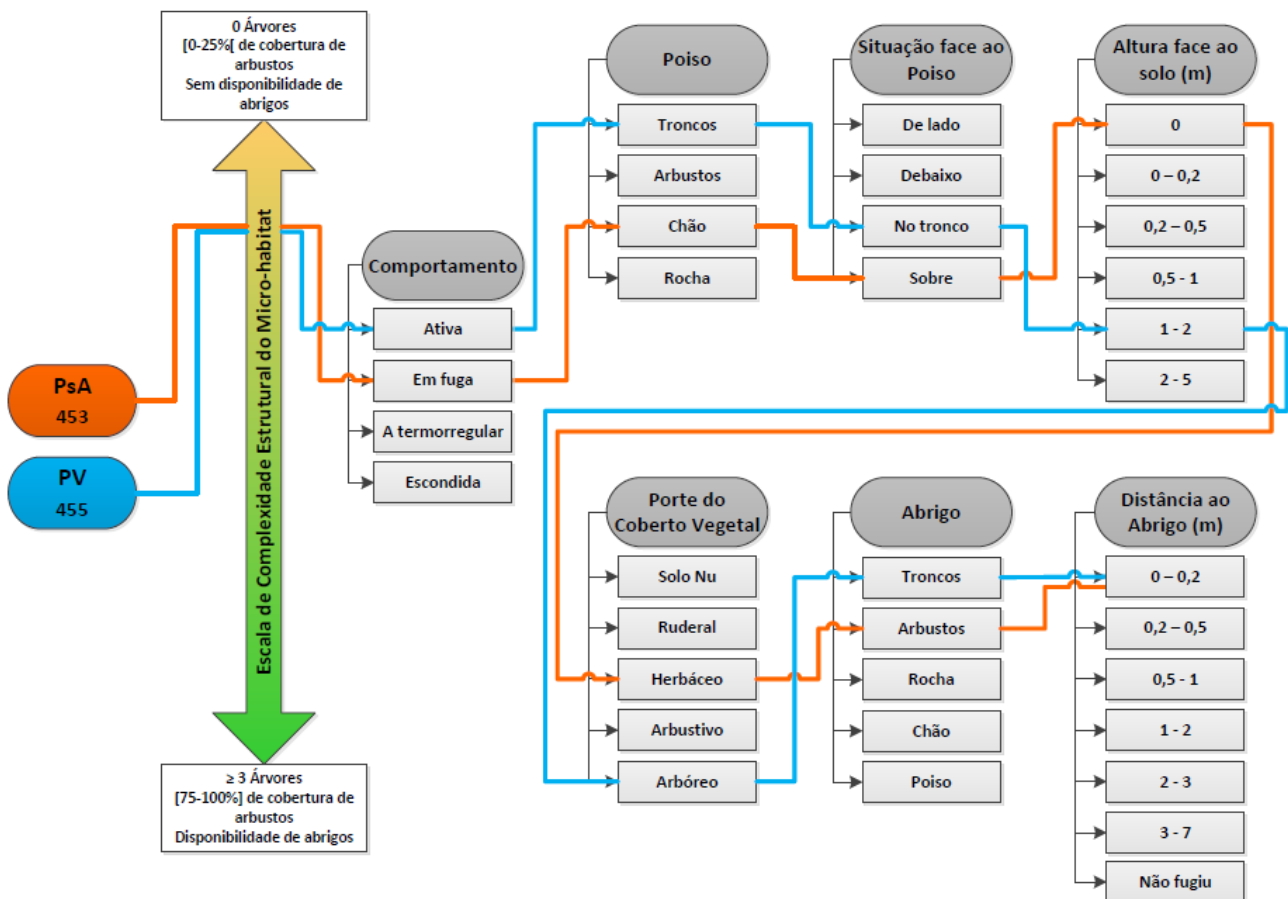 0 Árvores
[0-25%[ de cobertura de
arbustos
Sem disponibilidade de
abrigos
Escala de Complexidade Estrutural do Micro-habitat
≥ 3 Árvores
[75-100%] de cobertura de
arbustos
Disponibilidade de abrigos
PsA
453
PV
455
Comportamento
Ativa
Em fuga
A termorregular
Escondida
Poiso
Troncos
Arbustos
Chão
Rocha
Situação face ao
Poiso
De lado
Debaixo
No tronco
Sobre
Altura face ao
solo (m)
0
0 – 0,2
0,2 – 0,5
0,5 - 1
1 - 2
2 - 5
Porte do
Coberto Vegetal
Solo Nu
Ruderal
Herbáceo
Arbustivo
Arbóreo
Abrigo
Troncos
Arbustos
Rocha
Chão
Poiso
Distância ao
Abrigo (m)
0 – 0,2
0,2 – 0,5
0,5 - 1
1 - 2
2 - 3
3 - 7
Não fugiu